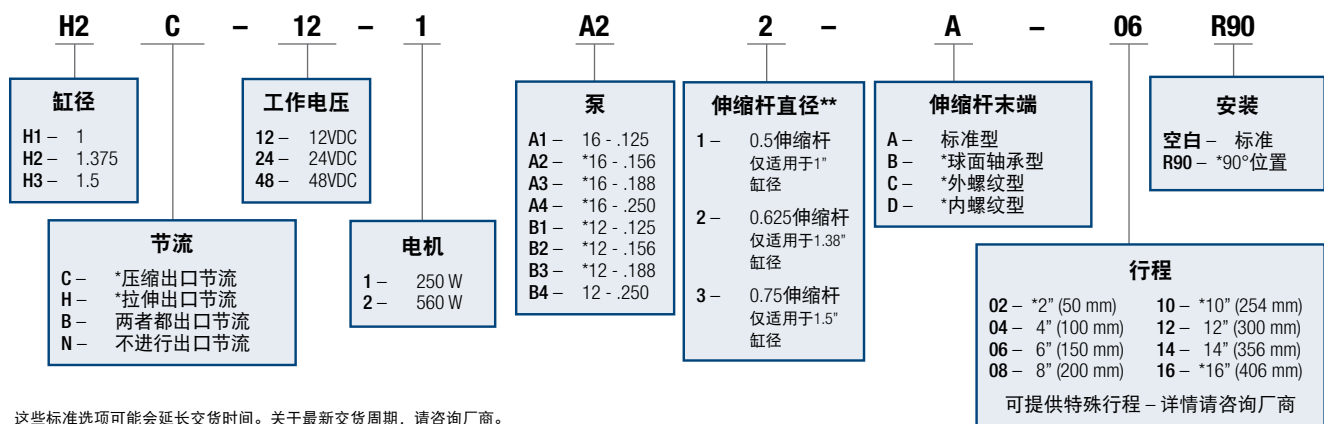 H2 C – 12 – 1 A2 2 – A – 06 R90
缸径
H1 – 1
H2 – 1.375
H3 – 1.5
工作电压
12 – 12VDC
24 – 24VDC
48 – 48VDC
泵
A1 – 16 - .125
A2 – *16 - .156
A3 – *16 - .188
A4 – *16 - .250
B1 – *12 - .125
B2 – *12 - .156
B3 – *12 - .188
B4 – 12 - .250
伸缩杆直径**
1 – 0.5伸缩杆
仅适用于1”
缸径
2 – 0.625伸缩杆
仅适用于1.38”
缸径
3 – 0.75伸缩杆
仅适用于1.5”
缸径
伸缩杆末端
A – 标准型
B – *球面轴承型
C – *外螺纹型
D – *内螺纹型
安装
空白 – 标准
R90 – *90°位置
节流
C – *压缩出口节流
H – *拉伸出口节流
B – 两者都出口节流
N – 不进行出口节流
电机
1 – 250 W
2 – 560 W
行程
02 – *2” (50 mm) 10 – *10” (254 mm)
04 – 4” (100 mm) 12 – 12” (300 mm)
06 – 6” (150 mm) 14 – 14” (356 mm)
08 – 8” (200 mm) 16 – *16” (406 mm)
可提供特殊行程 – 详情请咨询厂商
这些标准选项可能会延长交货时间。关于最新交货周期，请咨询厂商。